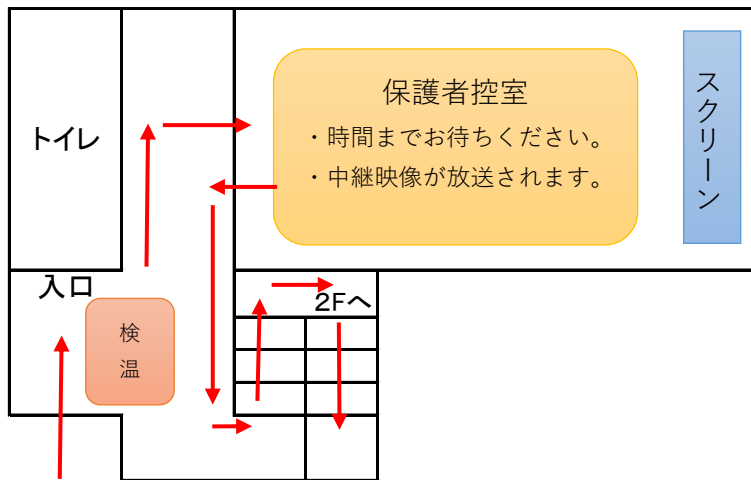 保護者控室
・時間までお待ちください。
・中継映像が放送されます。
スクリーン
トイレ
入口
検
温
2Fへ